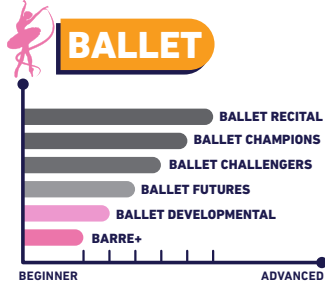 BALLET
BALLET RECITAL
BALLET CHAMPIONS
BALLET CHALLENGERS
BALLET FUTURES
BALLET DEVELOPMENTAL
BARRE+
BEGINNER ADVANCED